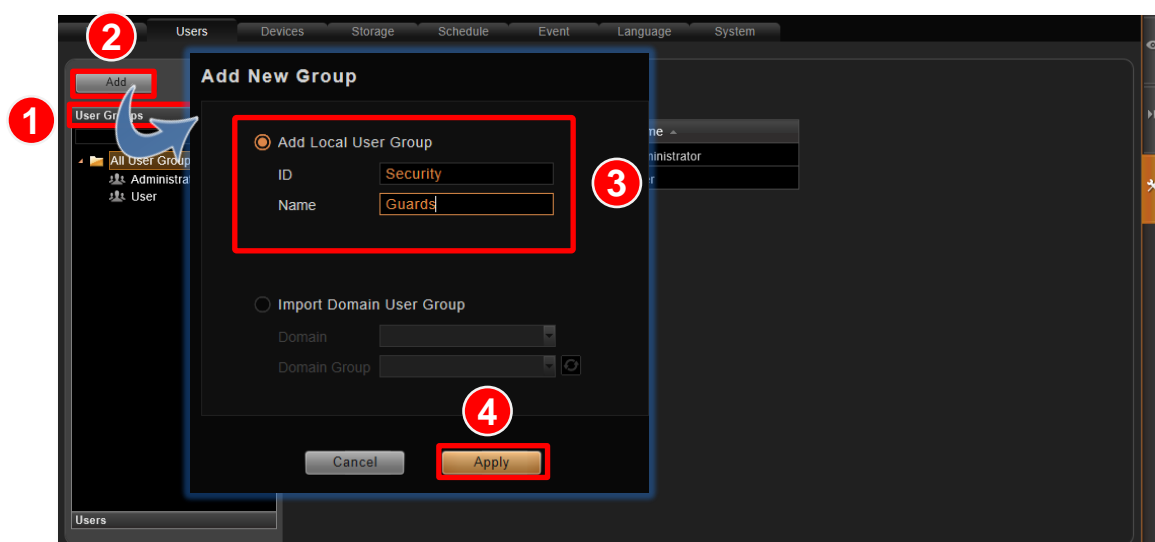 Users Devices Storage Schedule Event Language System
2
Add
1
User Groups
All User Group
Administra
User
Users
Add New Group
Add Local User Group
ID Security
Name Guards
3
Import Domain User Group
Domain
Domain Group
4
Cancel Apply
me
ministrator
r